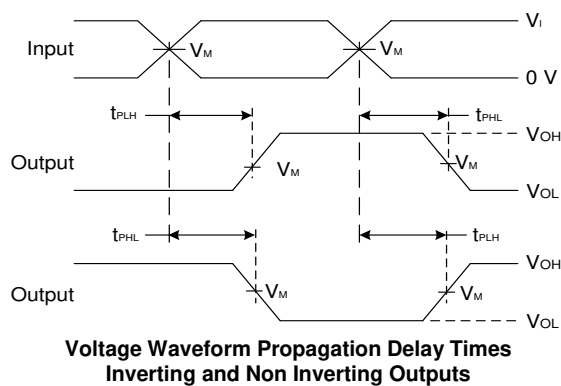 Input
VM
VM
VI
0 V
tPLH
tPHL
Output
VM
VM
VOH
VOL
tPHL
tPLH
Output
VM
VM
VOH
VOL
Voltage Waveform Propagation Delay Times
Inverting and Non Inverting Outputs